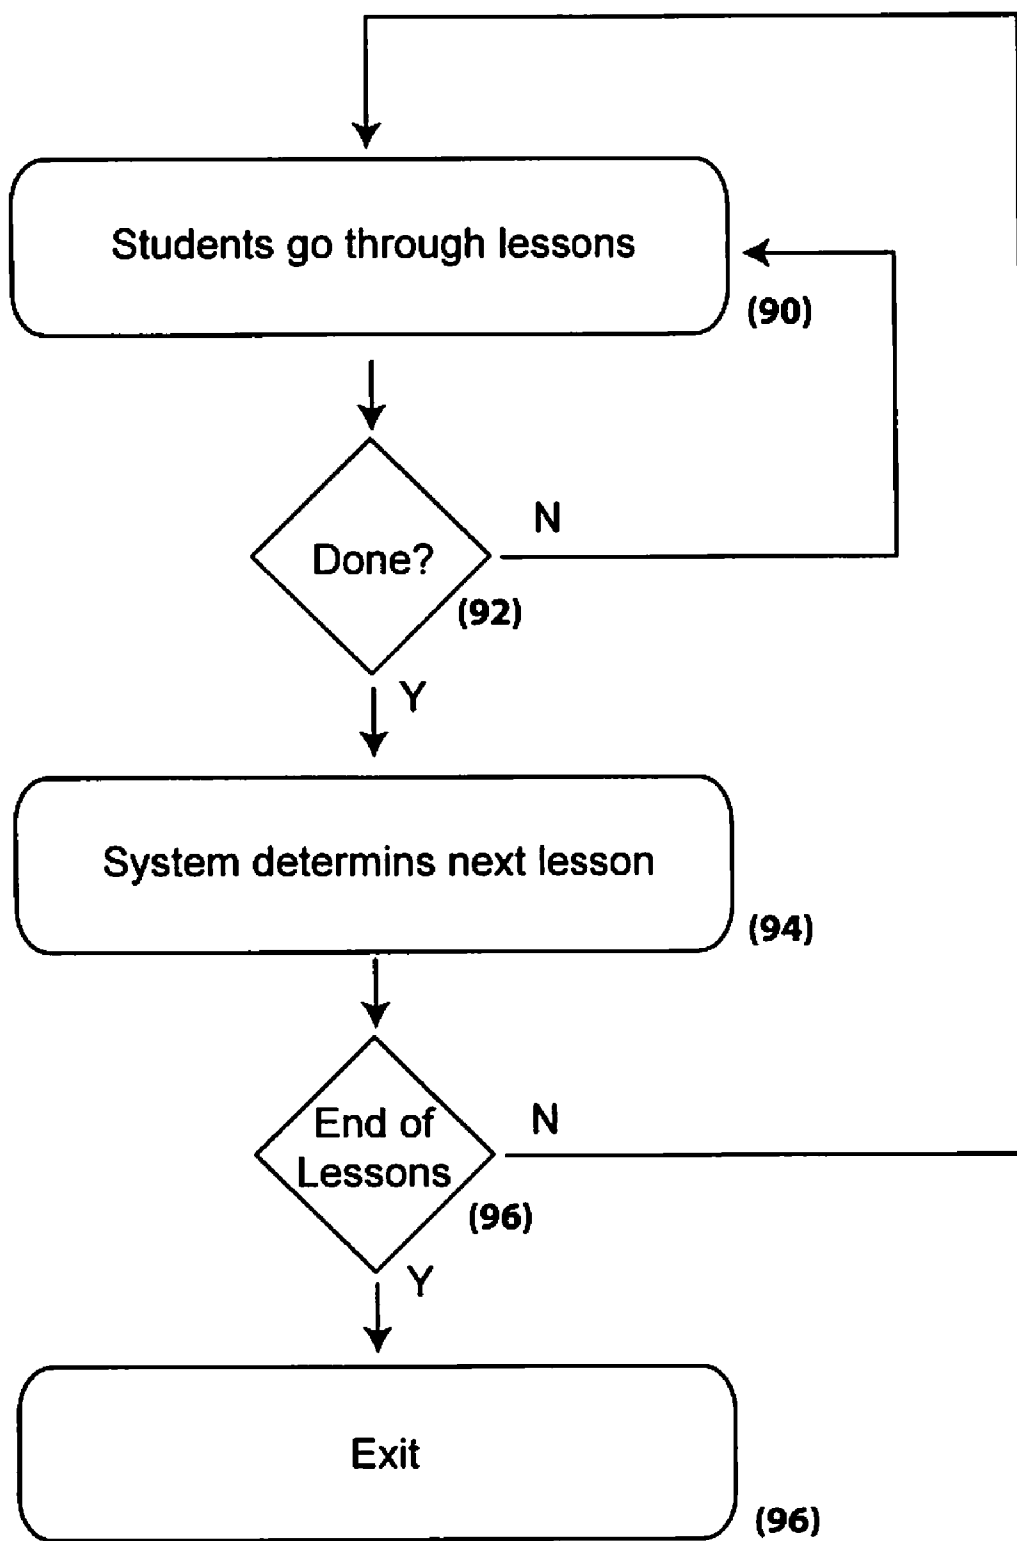 Students go through lessons
(90)
N
Done?
(92)
Y
System determins next lesson
(94)
N
End of
Lessons
(96)
Y
Exit
(96)